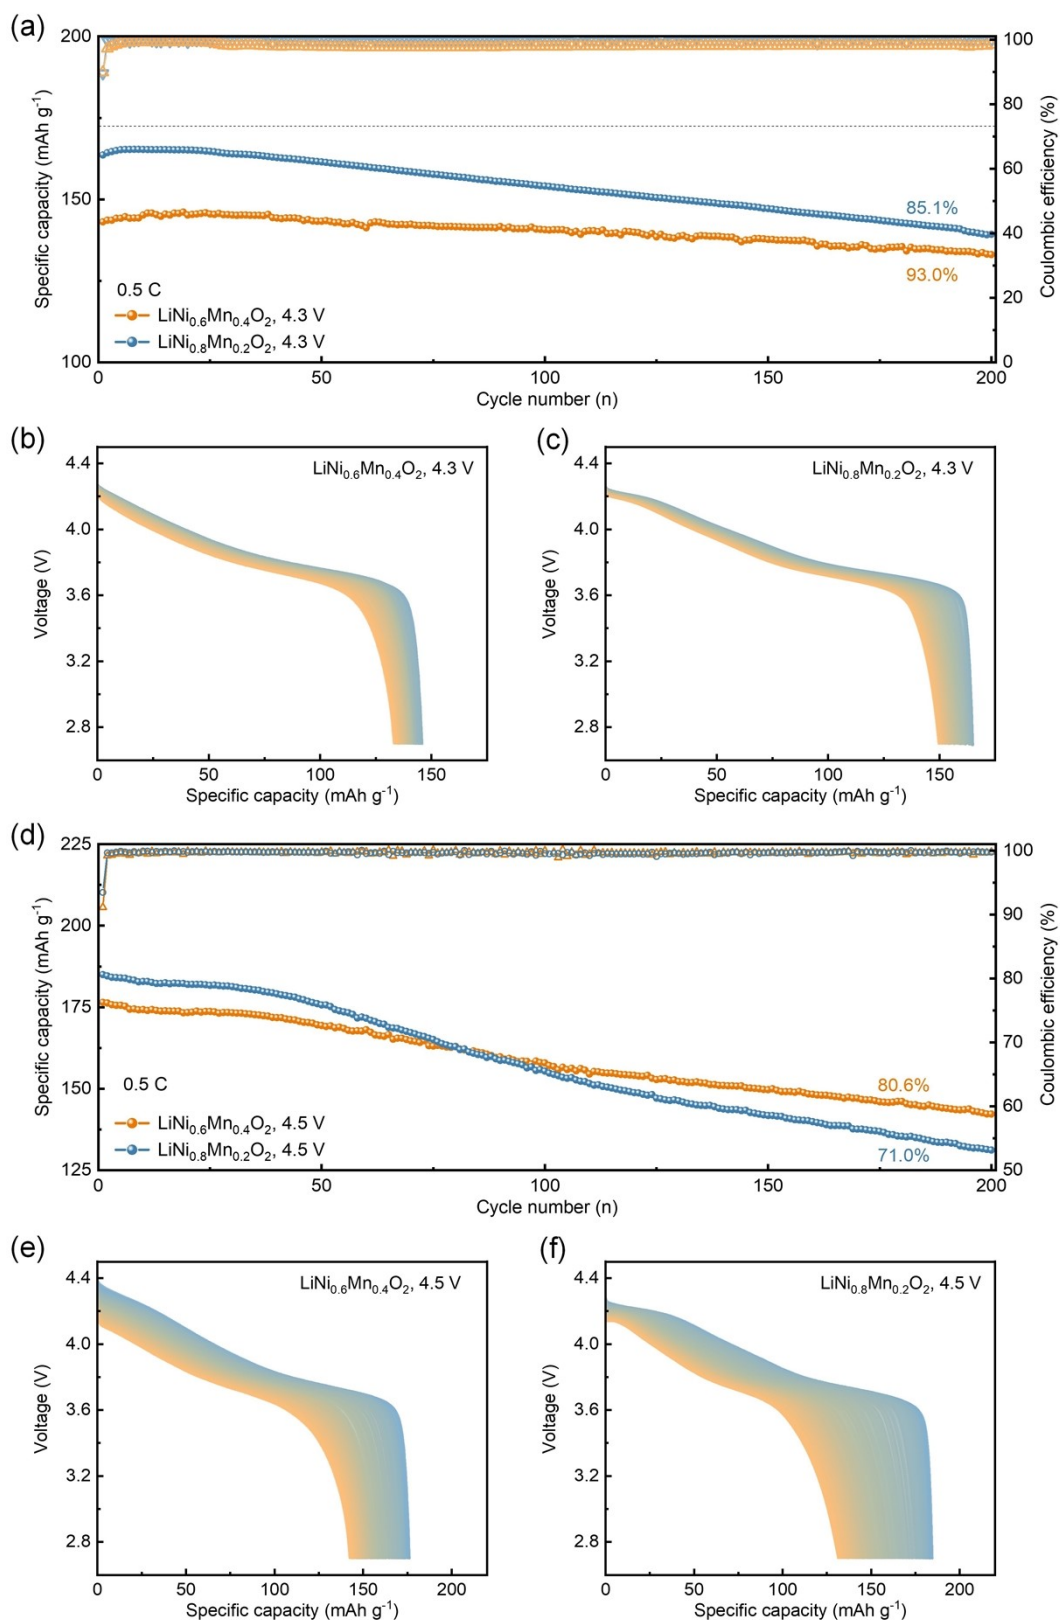 (a)
200
150
100
Specific capacity (mAh g⁻¹)
100
80
60
40
20
0
Coulombic efficiency (%)
85.1%
93.0%
0.5 C
LiNi₀.₆Mn₀.₄O₂, 4.3 V
LiNi₀.₈Mn₀.₂O₂, 4.3 V
0 50 100 150 200
Cycle number (n)
(b)
LiNi₀.₆Mn₀.₄O₂, 4.3 V
4.4
4.0
3.6
3.2
2.8
Voltage (V)
0 50 100 150
Specific capacity (mAh g⁻¹)
(c)
LiNi₀.₈Mn₀.₂O₂, 4.3 V
4.4
4.0
3.6
3.2
2.8
Voltage (V)
0 50 100 150
Specific capacity (mAh g⁻¹)
(d)
225
200
175
150
125
Specific capacity (mAh g⁻¹)
100
90
80
70
60
50
Coulombic efficiency (%)
80.6%
71.0%
0.5 C
LiNi₀.₆Mn₀.₄O₂, 4.5 V
LiNi₀.₈Mn₀.₂O₂, 4.5 V
0 50 100 150 200
Cycle number (n)
(e)
LiNi₀.₆Mn₀.₄O₂, 4.5 V
4.4
4.0
3.6
3.2
2.8
Voltage (V)
0 50 100 150 200
Specific capacity (mAh g⁻¹)
(f)
LiNi₀.₈Mn₀.₂O₂, 4.5 V
4.4
4.0
3.6
3.2
2.8
Voltage (V)
0 50 100 150 200
Specific capacity (mAh g⁻¹)